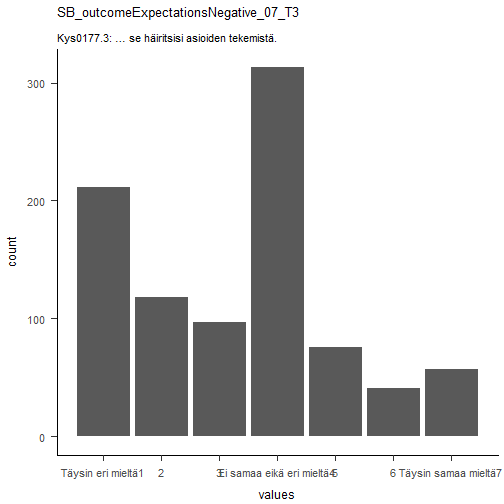 SB_outcomeExpectationsNegative_07_T3
Kys0177.3: … se häiritsisi asioiden tekemistä.
count
300
200
100
0
Täysin eri mieltä1 2 3 Ei samaa eikä eri mieltä4 5 6 Täysin samaa mieltä7
values